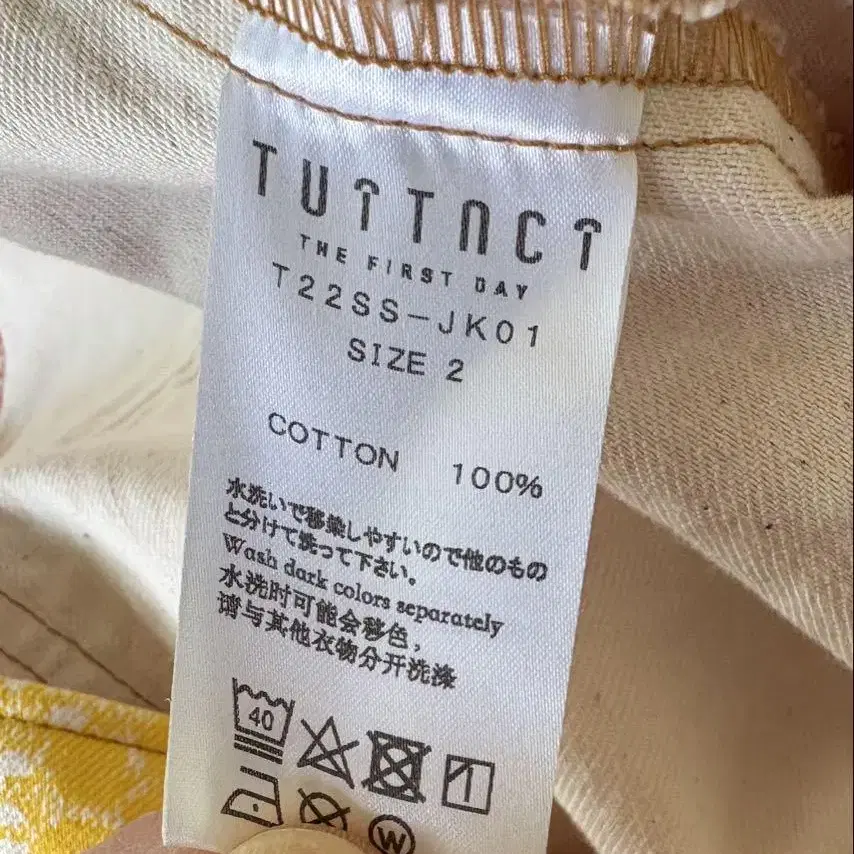 TUTTACT
THE FIRST DAY
T22SS-JK01
SIZE 2
COTTON 100%
水洗いで移染しやすいので他のもの
と分けて洗って下さい。
Wash dark colors separately
水洗时可能会移色，
请与其他衣物分开洗涤
40
W